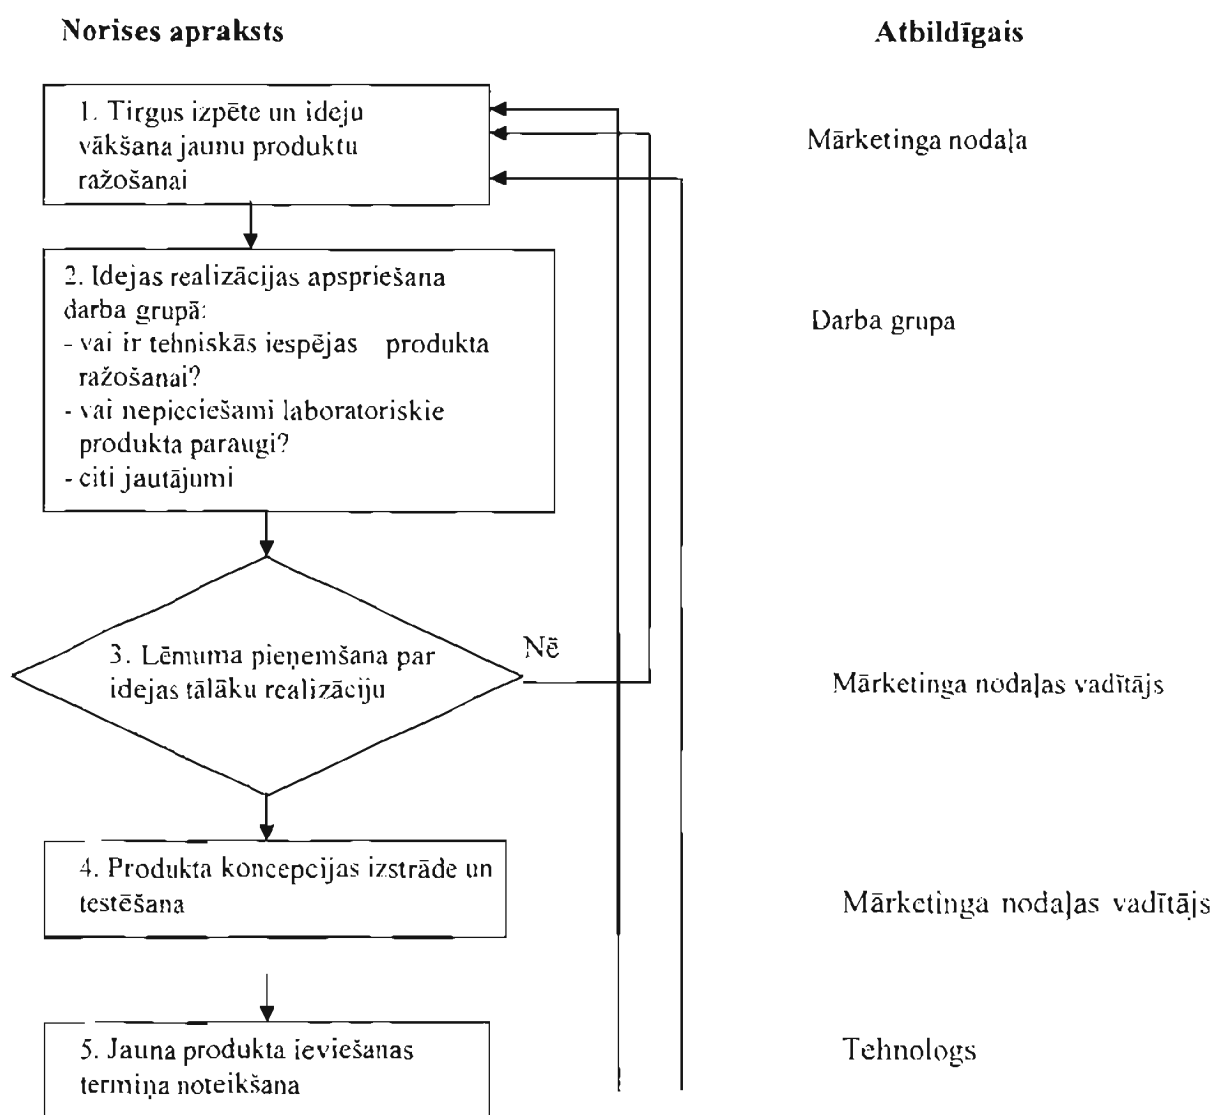 Norises apraksts
Atbildīgais
1. Tirgus izpēte un ideju
vākšana jaunu produktu
ražošanai
Mārketinga nodaļa
2. Idejas realizācijas apspriešana
darba grupā:
- vai ir tehniskās iespējas produkta
ražošanai?
- vai nepieciešami laboratoriskie
produkta paraugi?
- citi jautājumi
Darba grupa
3. Lēmuma pieņemšana par
idejas tālāku realizāciju
Nē
Mārketinga nodaļas vadītājs
4. Produkta koncepcijas izstrāde un
testēšana
Mārketinga nodaļas vadītājs
5. Jauna produkta ieviešanas
termiņa noteikšana
Tehnologs